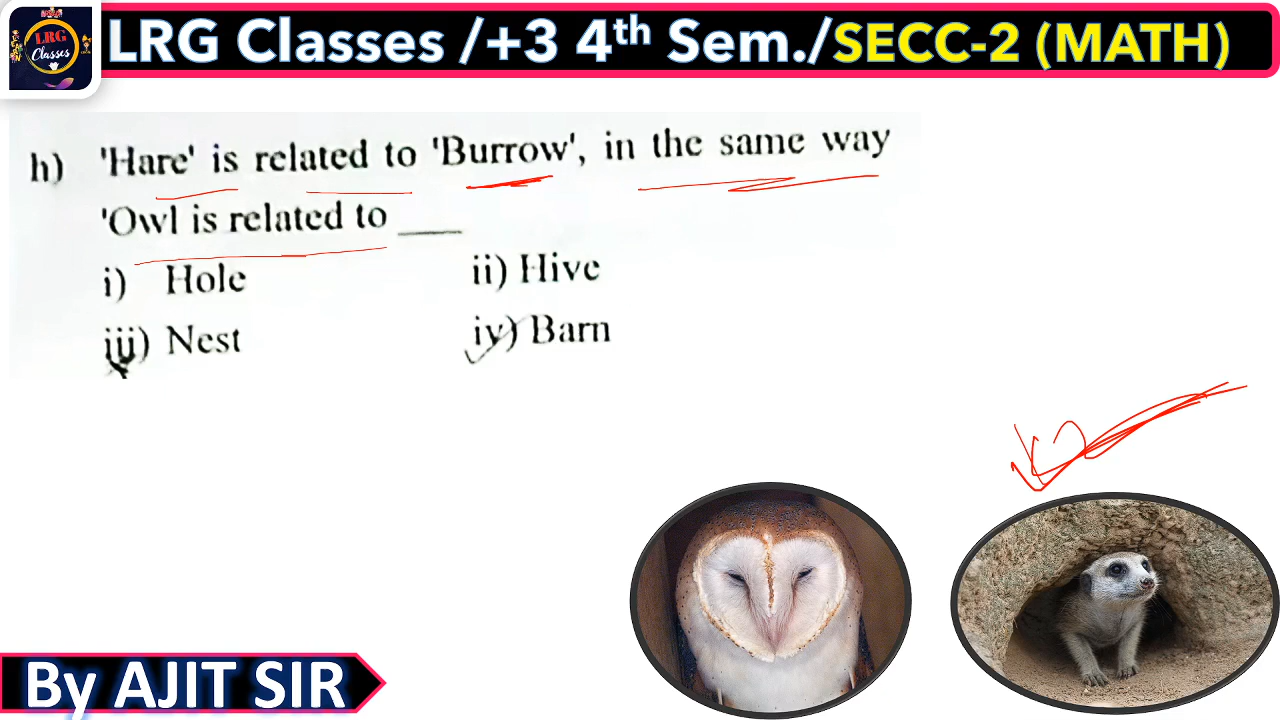 LRG Classes /+3 4th Sem./SECC-2 (MATH)
LRG
Classes
h) 'Hare' is related to 'Burrow', in the same way
'Owl is related to ____
i) Hole ii) Hive
iii) Nest iv) Barn
By AJIT SIR